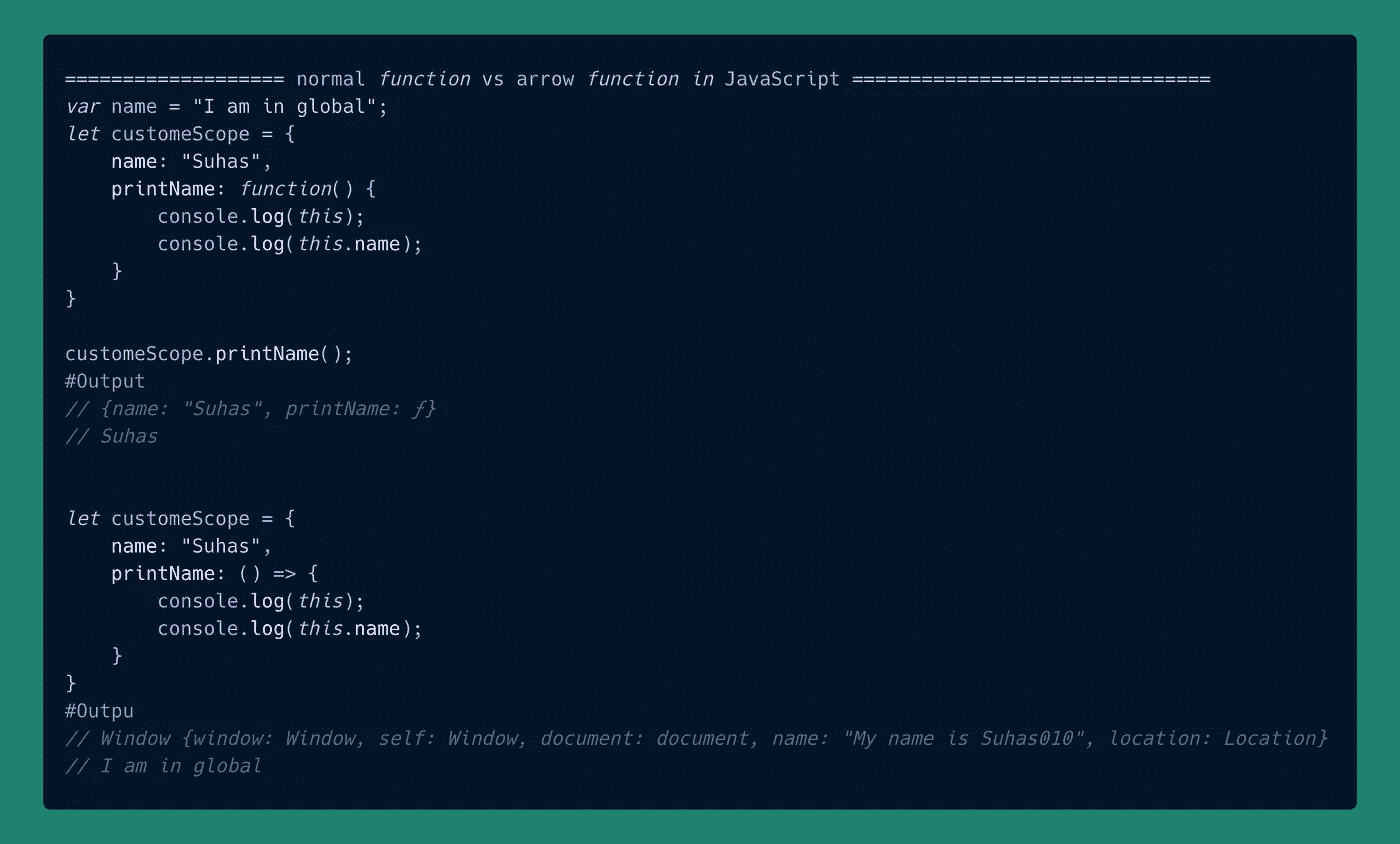 =================== normal function vs arrow function in JavaScript ===============================
var name = "I am in global";
let customeScope = {
    name: "Suhas",
    printName: function() {
        console.log(this);
        console.log(this.name);
    }
}
customeScope.printName();
#Output
// {name: "Suhas", printName: ƒ}
// Suhas
let customeScope = {
    name: "Suhas",
    printName: () => {
        console.log(this);
        console.log(this.name);
    }
}
#Outpu
// Window {window: Window, self: Window, document: document, name: "My name is Suhas010", location: Location}
// I am in global